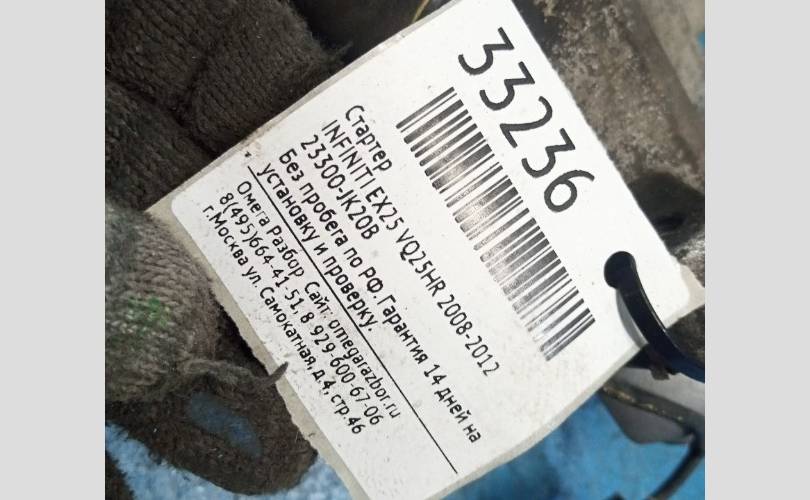 33236
Стартер
INFINITI EX25 VQ25HR 2008-2012
23300-JK20B
Без пробега по РФ. Гарантия 14 дней на
установку и проверку.
Омега Разбор Сайт: omegarazbor.ru
8(495)664-41-51, 8-929-600-67-06
г.Москва ул. Самокатная, д.4, стр.46